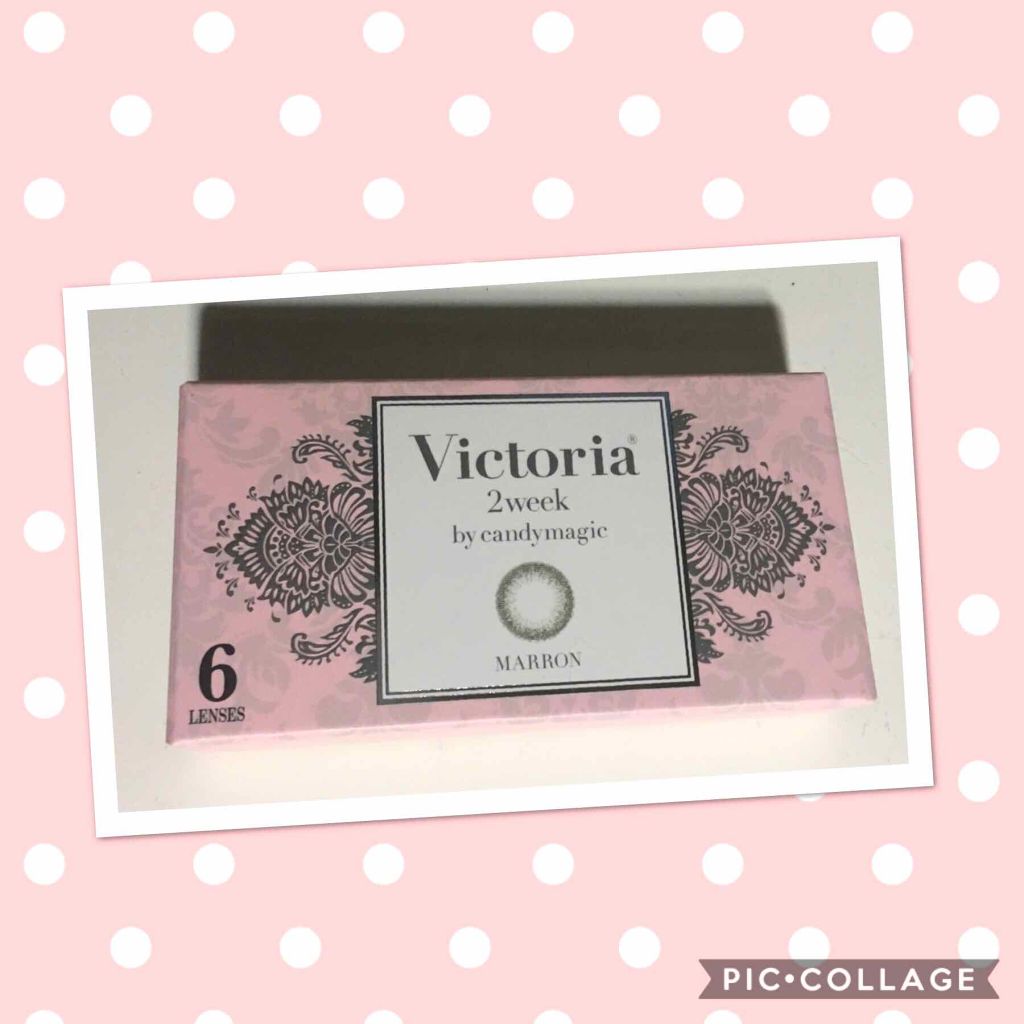 Victoria®
2week
by candymagic
MARRON
6
LENSES
PIC•COLLAGE